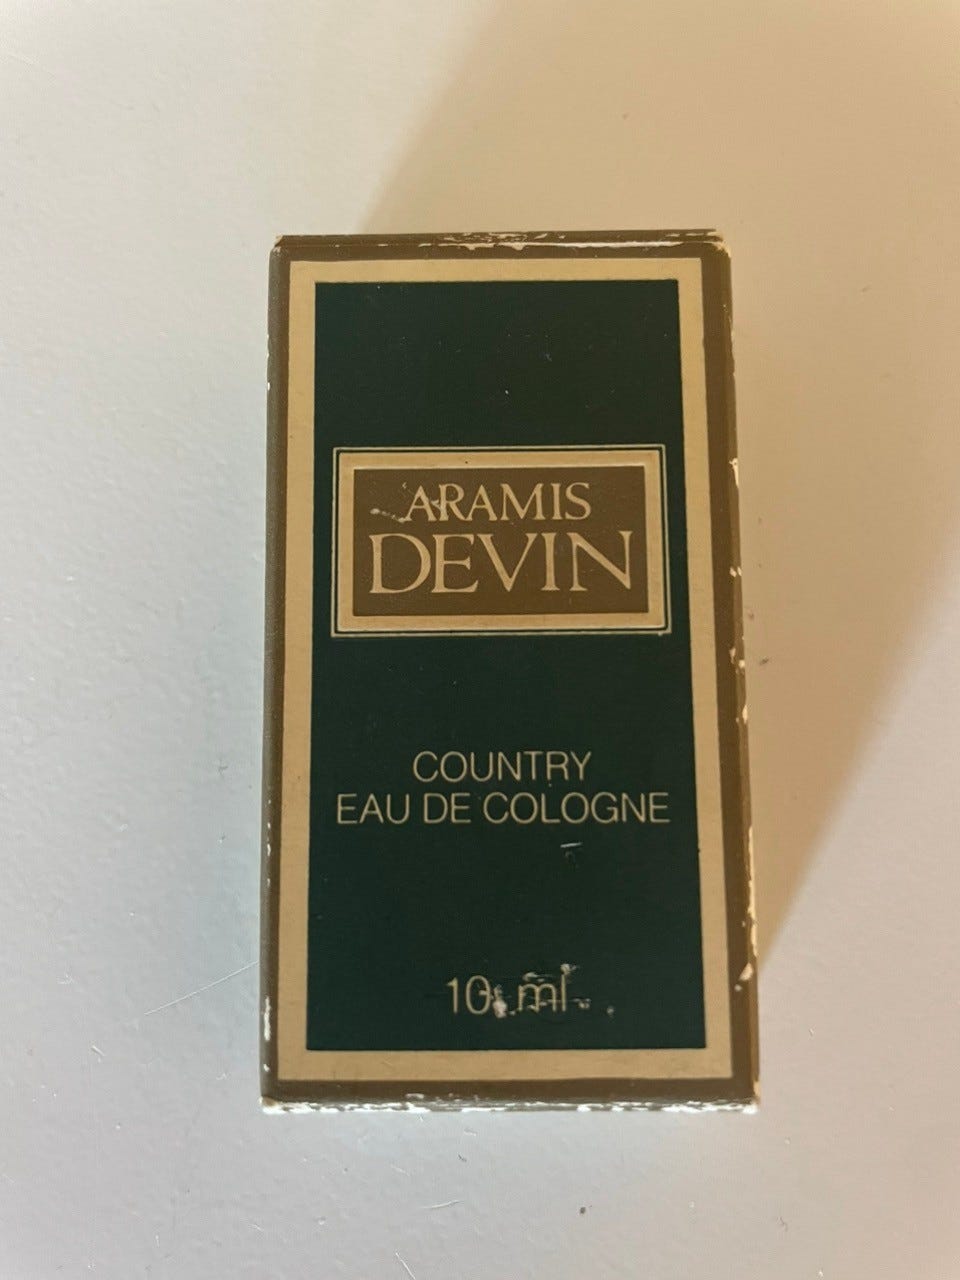 ARAMIS
DEVIN
COUNTRY
EAU DE COLOGNE
10 ml